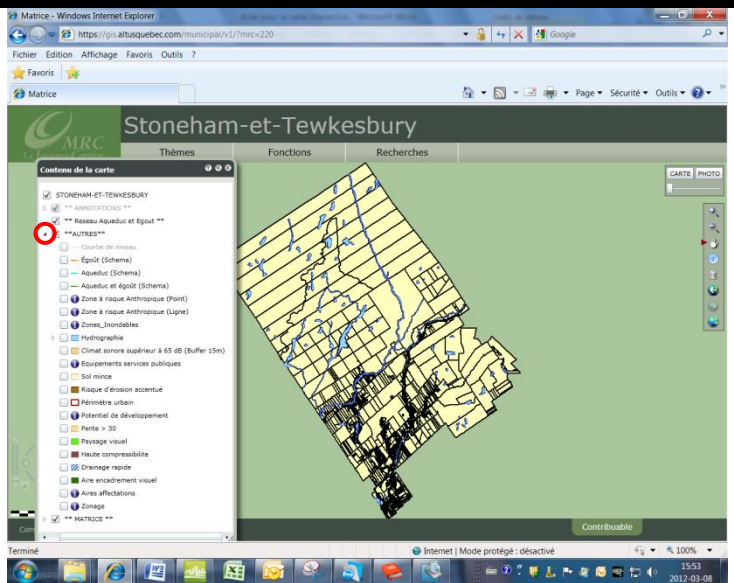 Matrice - Windows Internet Explorer
https://gis.altusquebec.com/municipal/v1/?mrc=220
Google
Fichier Edition Affichage Favoris Outils ?
Favoris
Matrice
Page Sécurité Outils
MRC
Stoneham-et-Tewkesbury
Thèmes Fonctions Recherches
Contenu de la carte
CARTE PHOTO
STONEHAM-ET-TEWKESBURY
** ANNOTATIONS **
** Reseau Aqueduc et Egout **
**AUTRES**
Courbe de niveau
Égoût (Schema)
Aqueduc (Schema)
Aqueduc et égoût (Schema)
Zone à risque Anthropique (Point)
Zone à risque Anthropique (Ligne)
Zones_Inondables
Hydrographie
Climat sonore supérieur à 65 dB (Buffer 15m)
Equipements services publiques
Sol mince
Risque d'érosion accentué
Périmètre urbain
Potentiel de développement
Pente > 30
Paysage visuel
Haute compressibilite
Drainage rapide
Aire encadrement visuel
Aires affectations
Zonage
** MATRICE **
Com
Contribuable
Terminé
Internet | Mode protégé : désactivé
100%
15:53
2012-03-08